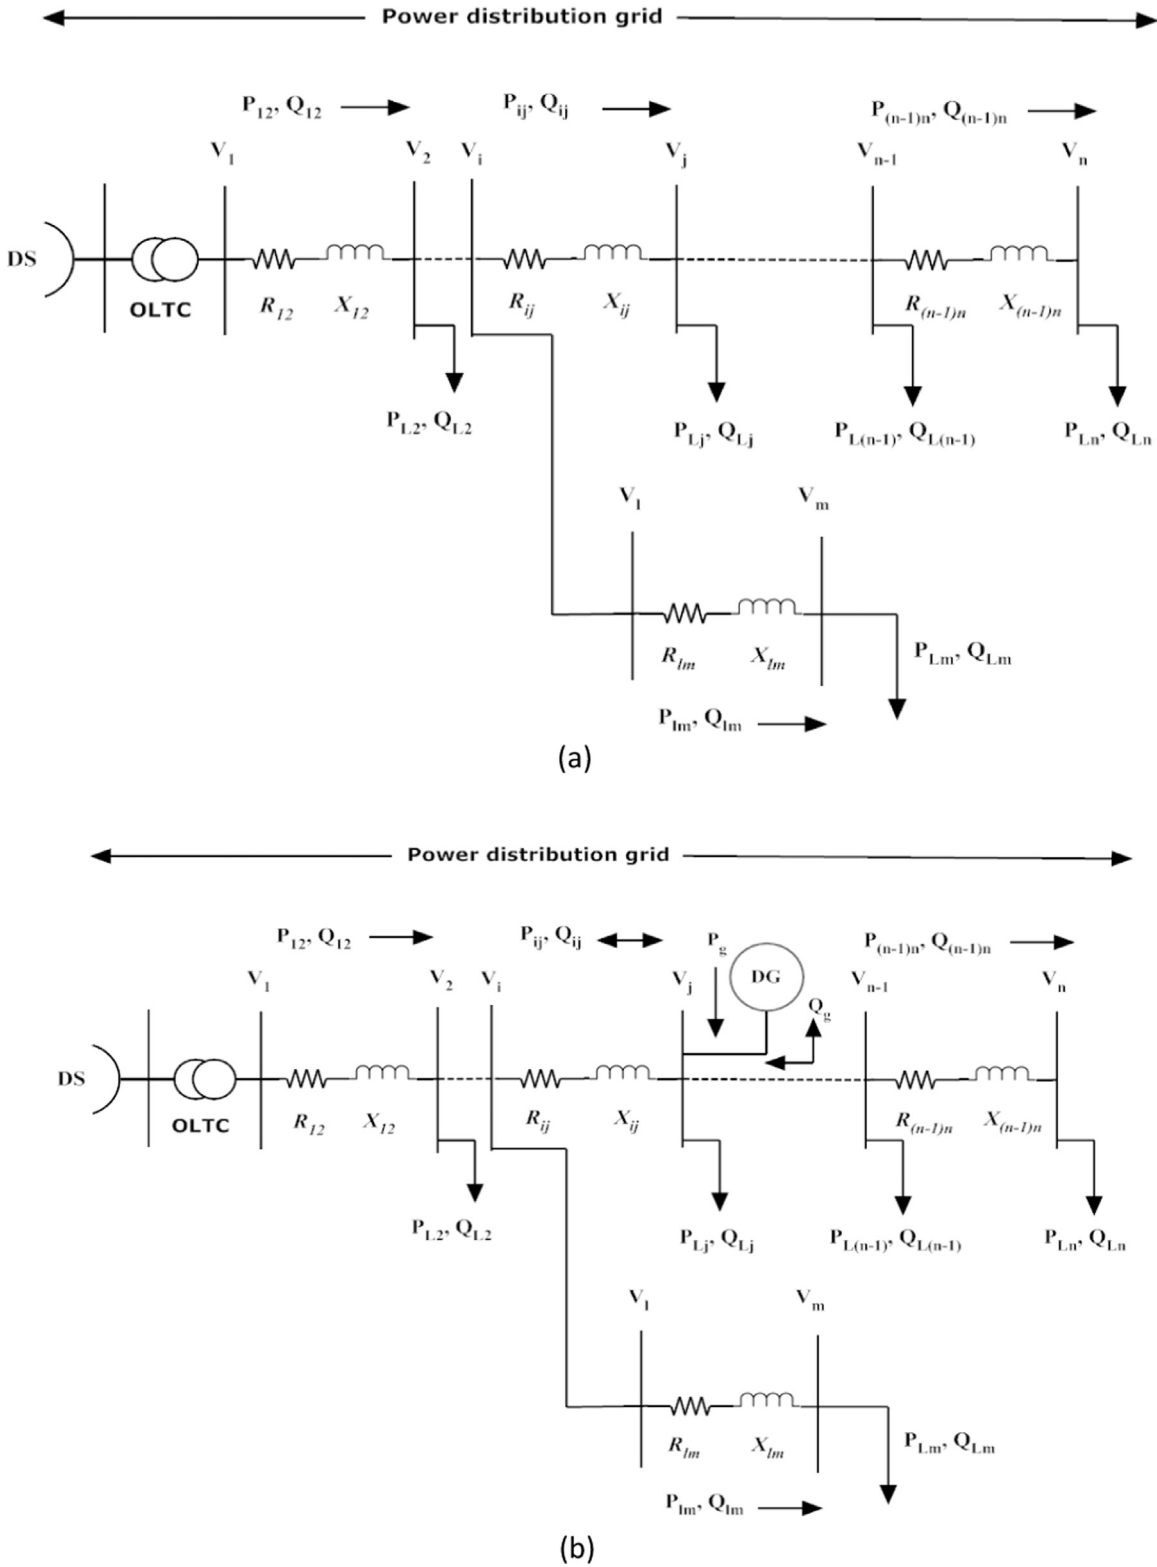 Power distribution grid
P12, Q12
Pij, Qij
P(n-1)n, Q(n-1)n
V1
V2
Vi
Vj
Vn-1
Vn
DS
OLTC
R12
X12
Rij
Xij
R(n-1)n
X(n-1)n
PL2, QL2
PLj, QLj
PL(n-1), QL(n-1)
PLn, QLn
Vl
Vm
Rlm
Xlm
PLm, QLm
Plm, Qlm
(a)
Power distribution grid
P12, Q12
Pij, Qij
Pg
DG
P(n-1)n, Q(n-1)n
V1
V2
Vi
Vj
Qg
Vn-1
Vn
DS
OLTC
R12
X12
Rij
Xij
R(n-1)n
X(n-1)n
PL2, QL2
PLj, QLj
PL(n-1), QL(n-1)
PLn, QLn
Vl
Vm
Rlm
Xlm
PLm, QLm
Plm, Qlm
(b)